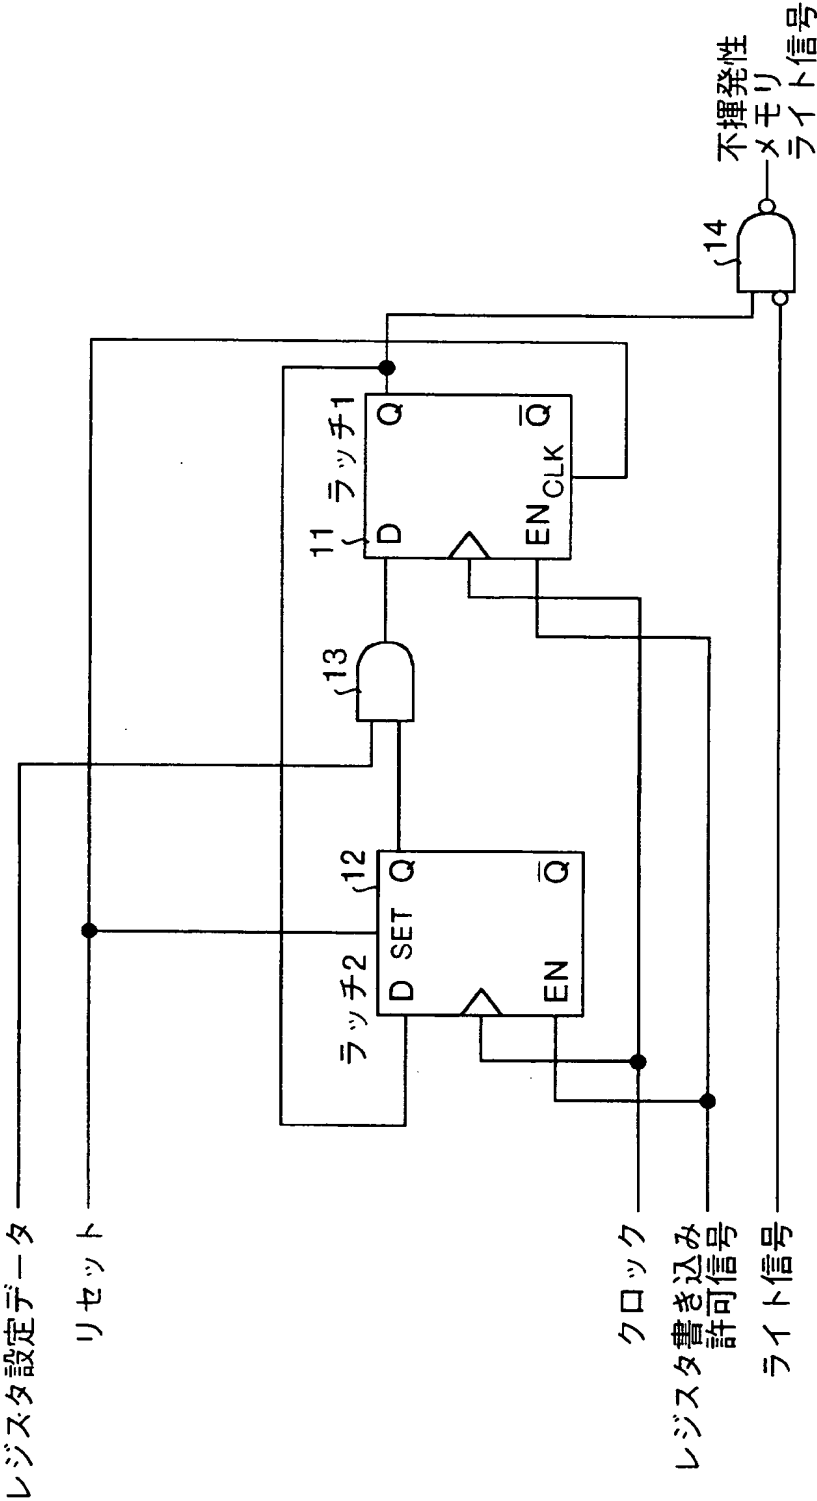 レジスタ設定データ
リセット
クロック
レジスタ書き込み
許可信号
ライト信号
ラッチ2
12
D
SET
Q
EN
Q̅
13
ラッチ1
11
D
Q
EN
CLK
Q̅
14
不揮発性
メモリ
ライト信号